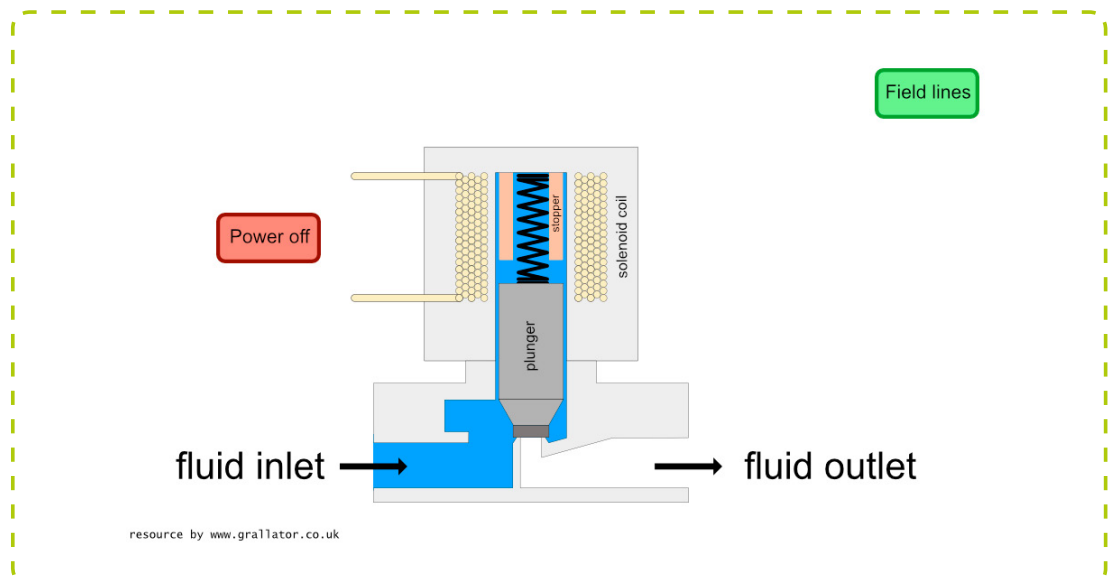 Field lines
stopper
solenoid coil
Power off
plunger
fluid inlet
fluid outlet
resource by www.grallator.co.uk